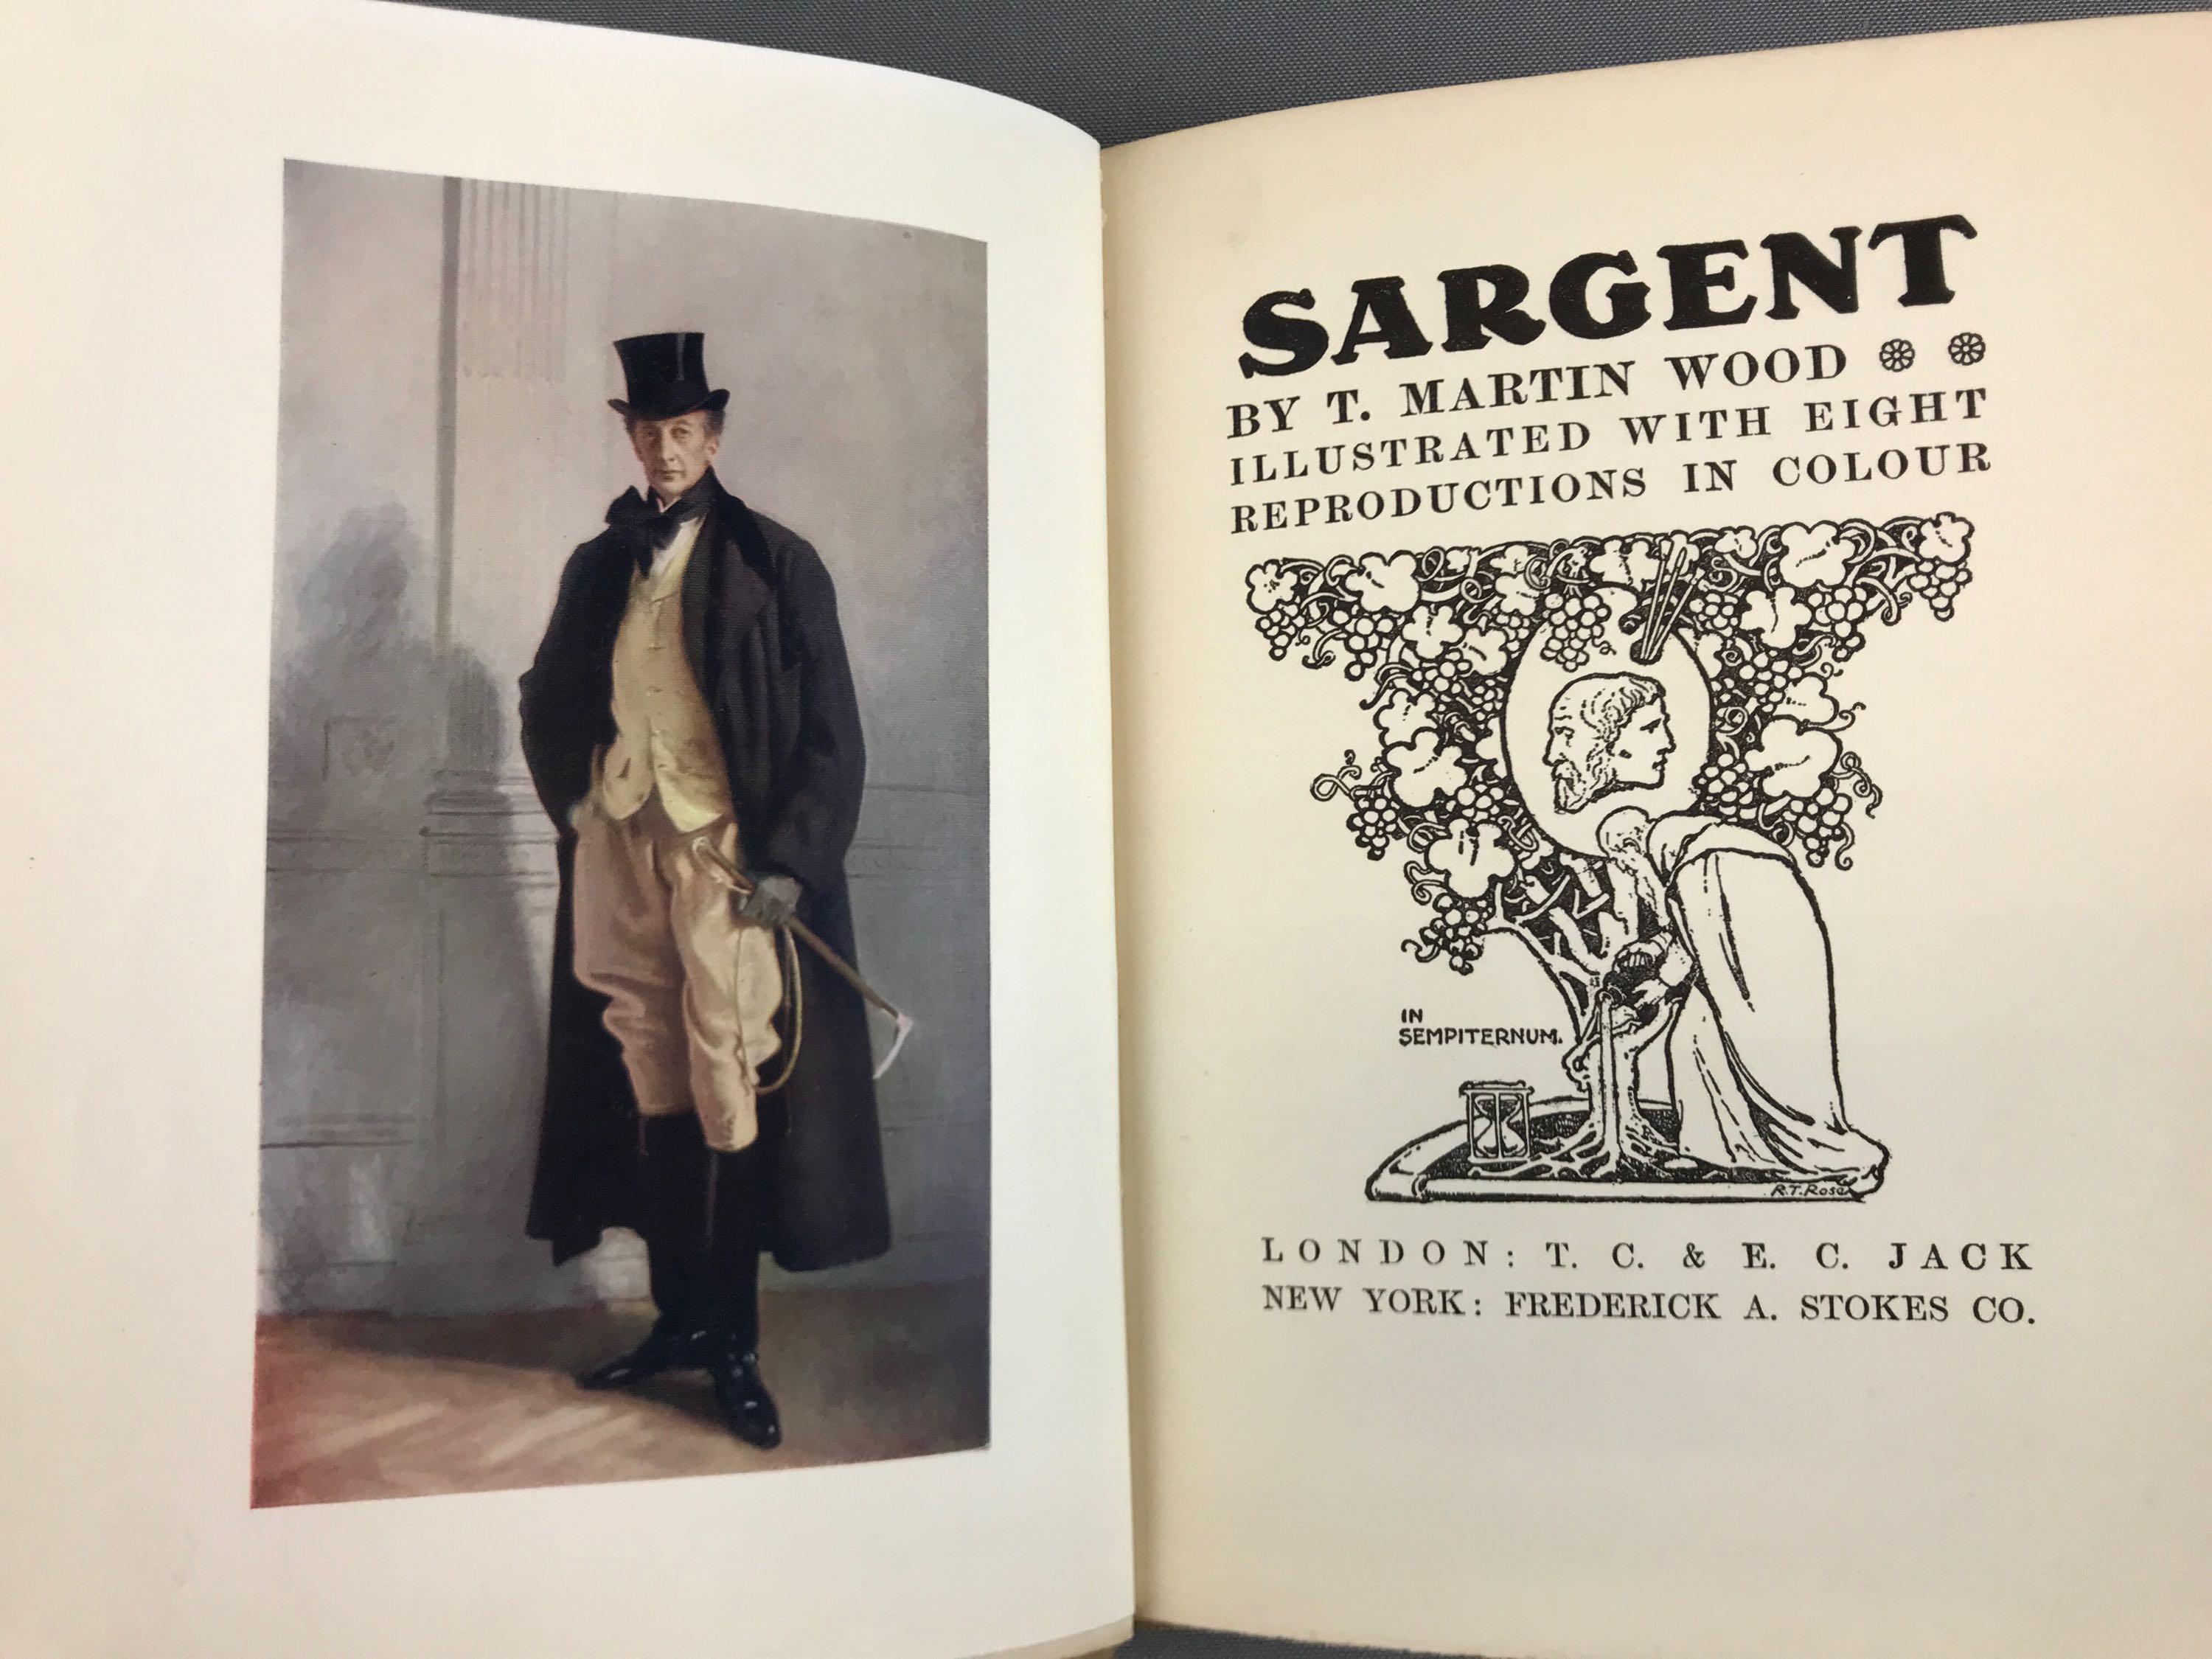 SARGENT
BY T. MARTIN WOOD
ILLUSTRATED WITH EIGHT
REPRODUCTIONS IN COLOUR
IN
SEMPITERNUM.
R.T.Rose
LONDON: T. C. & E. C. JACK
NEW YORK: FREDERICK A. STOKES CO.